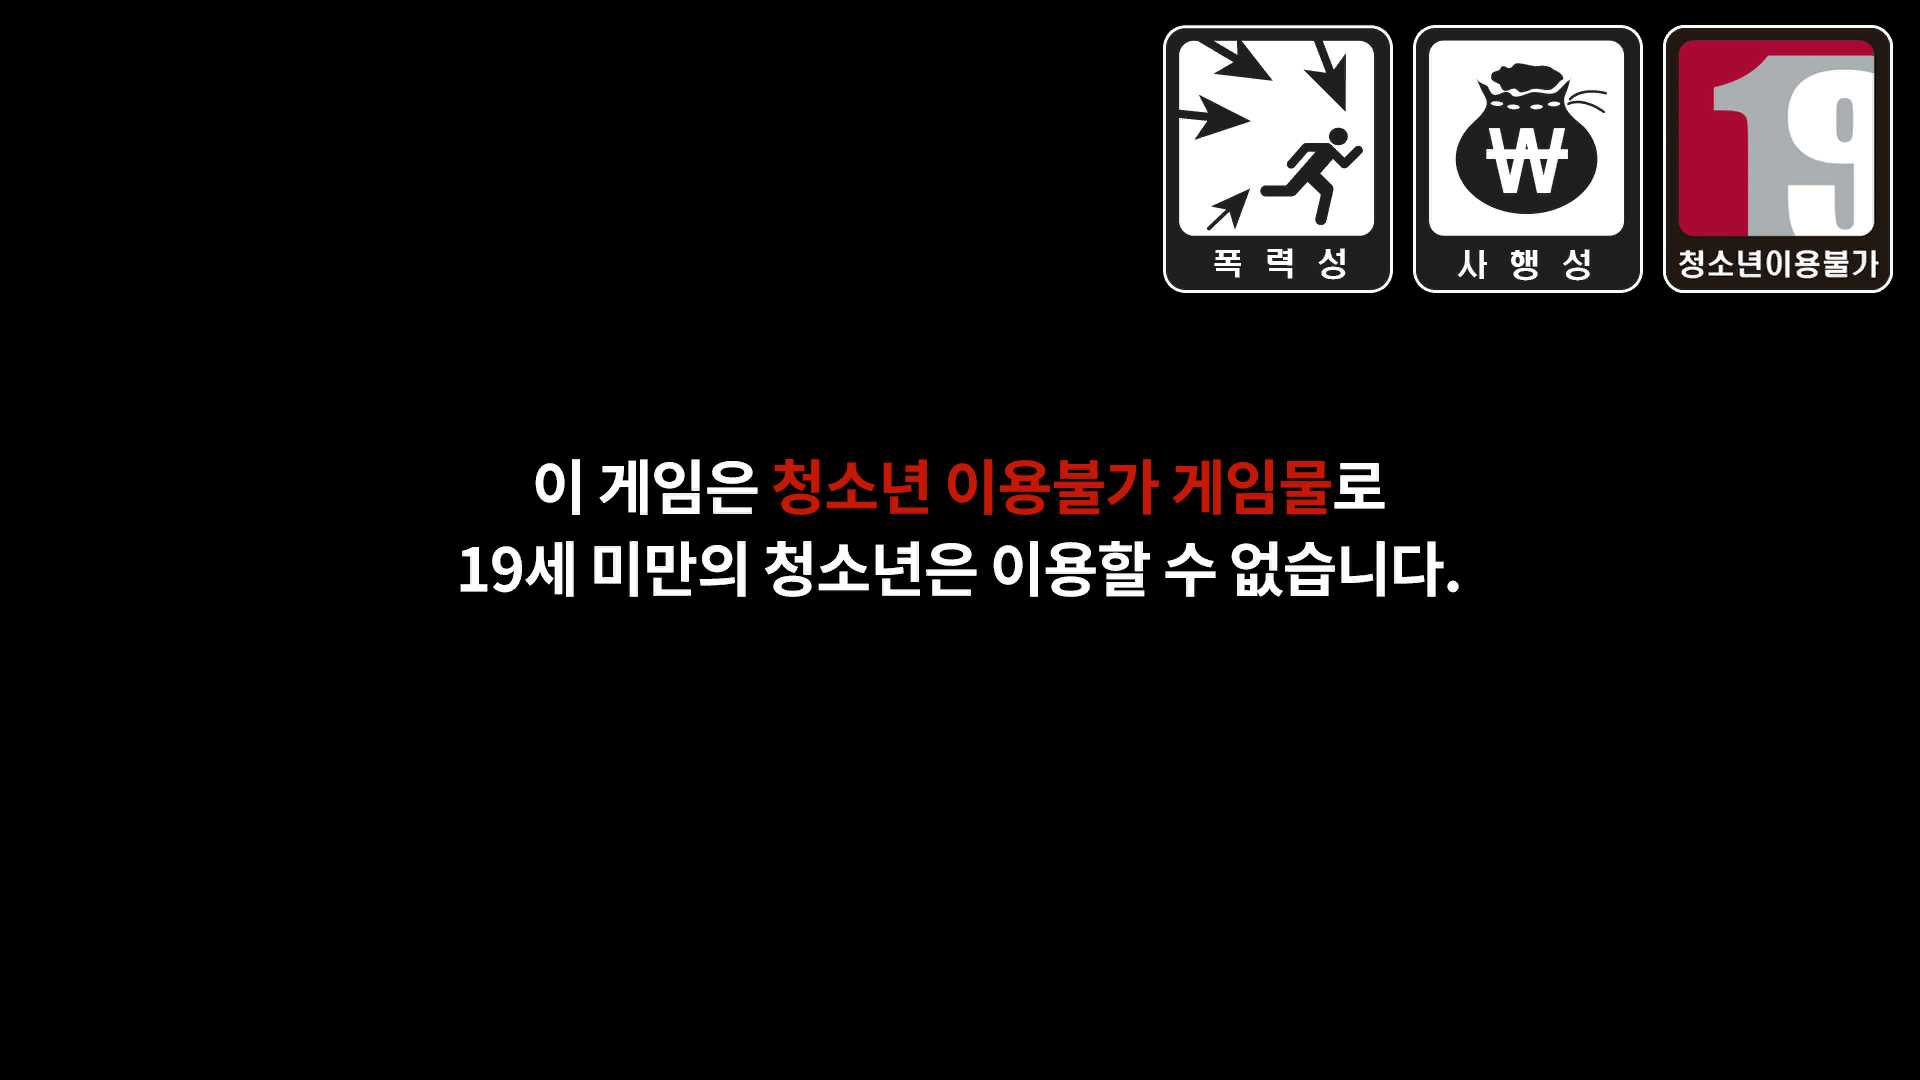 폭력성
사행성
19
청소년이용불가
이 게임은 청소년 이용불가 게임물로
19세 미만의 청소년은 이용할 수 없습니다.